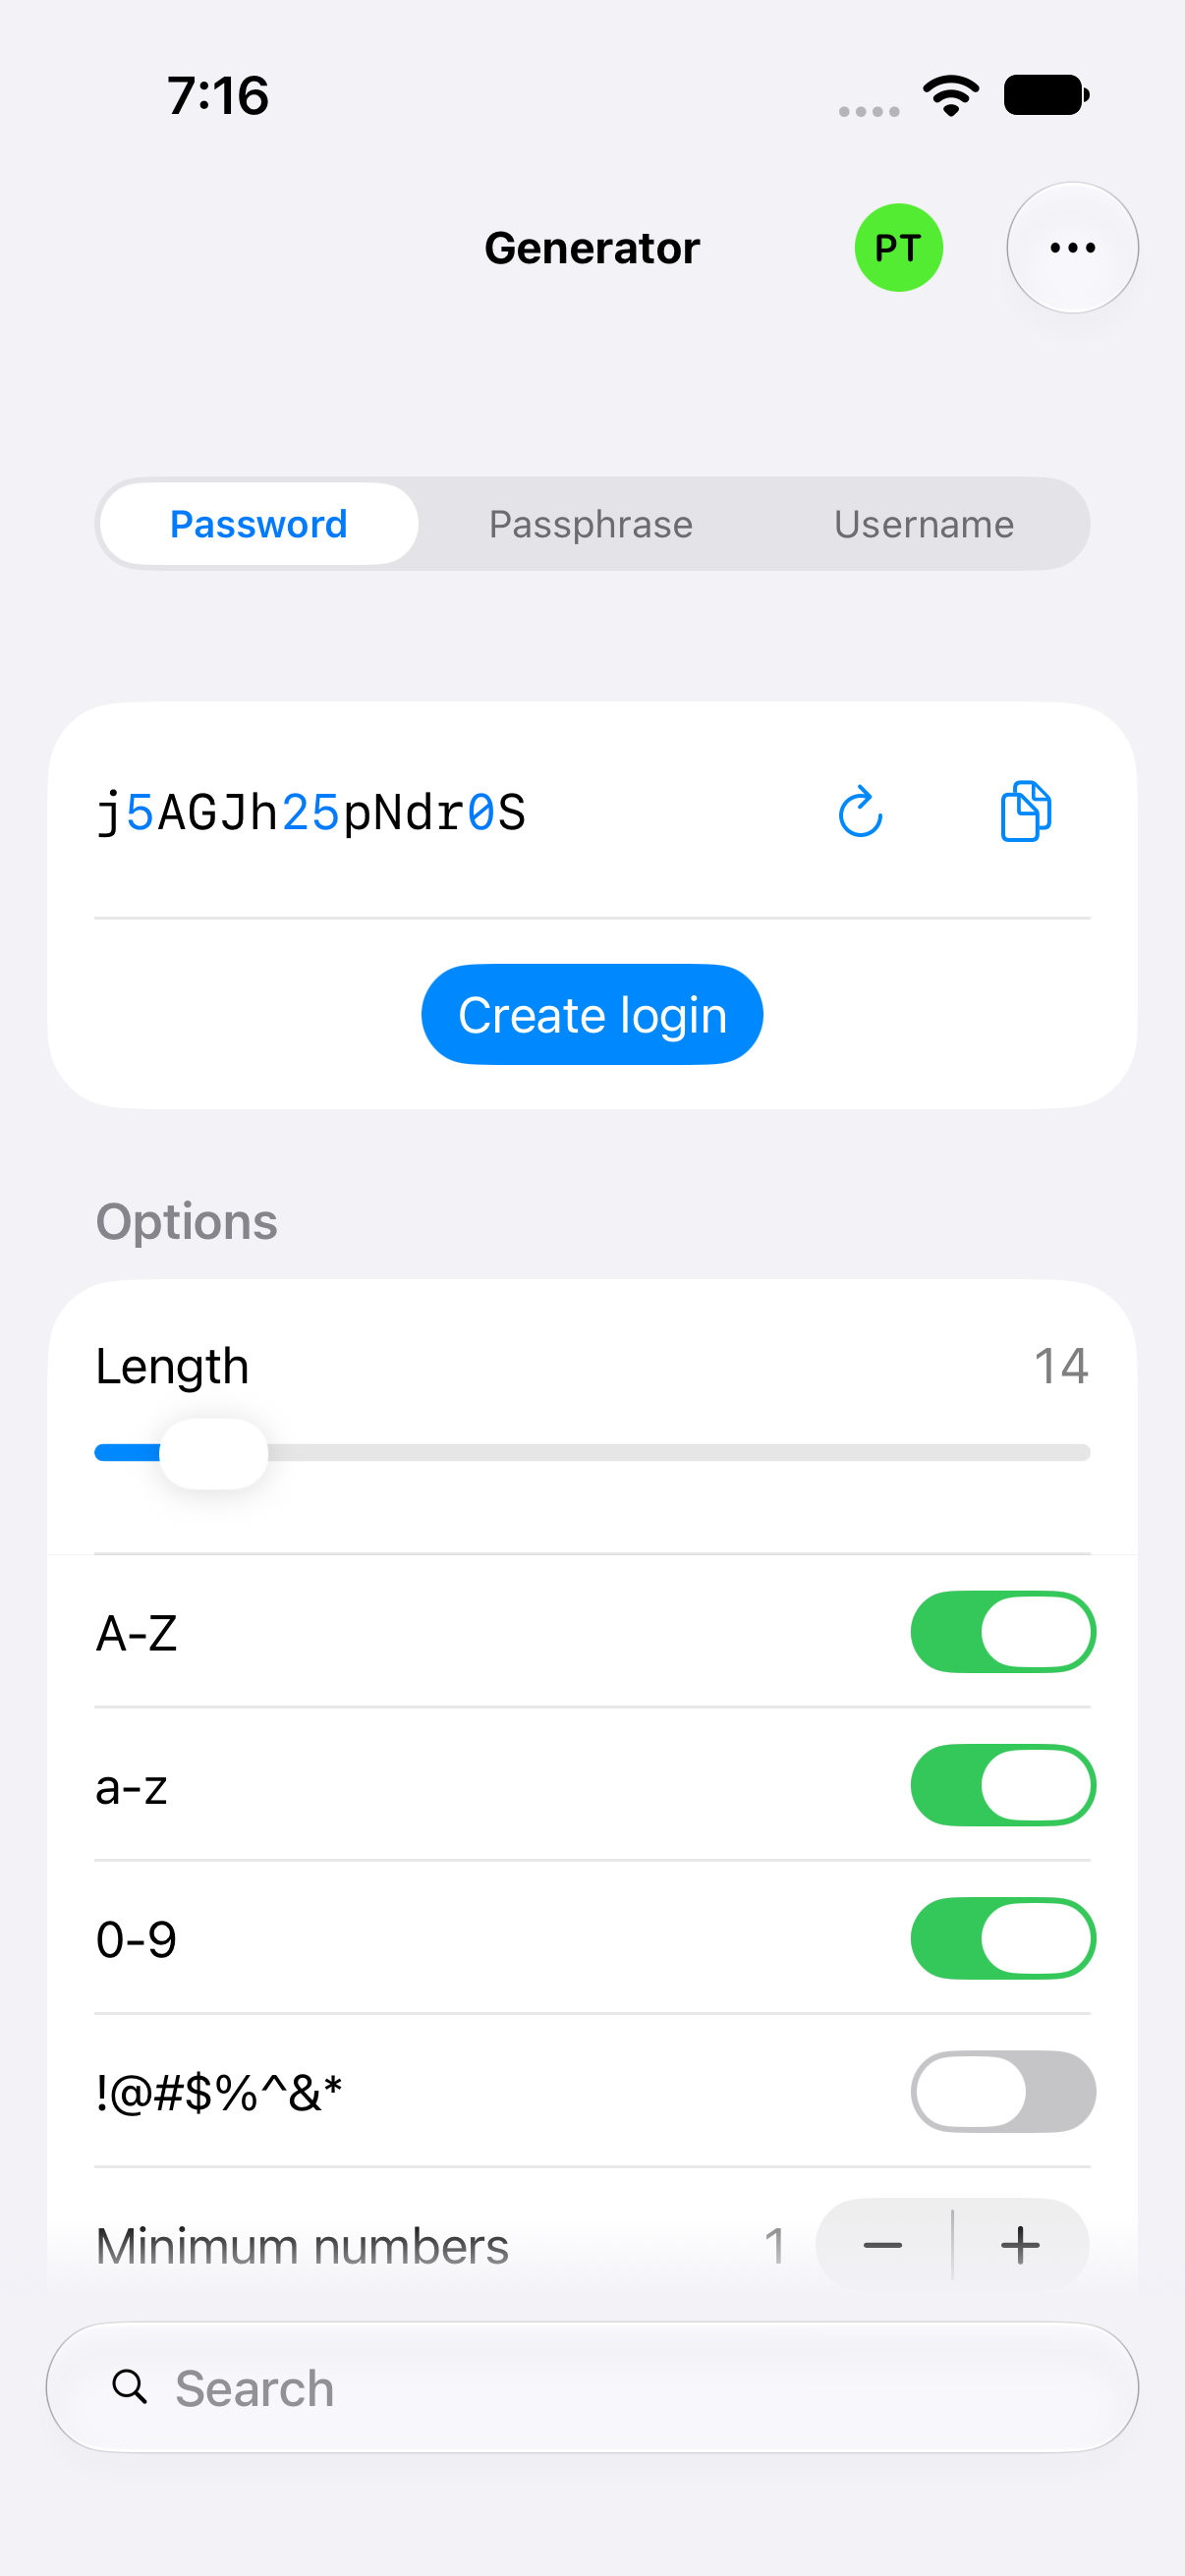 7:16
Generator
PT
Password Passphrase Username
j5AGJh25pNdr0S
Create login
Options
Length 14
A-Z
a-z
0-9
!@#$%^&*
Minimum numbers 1
Search